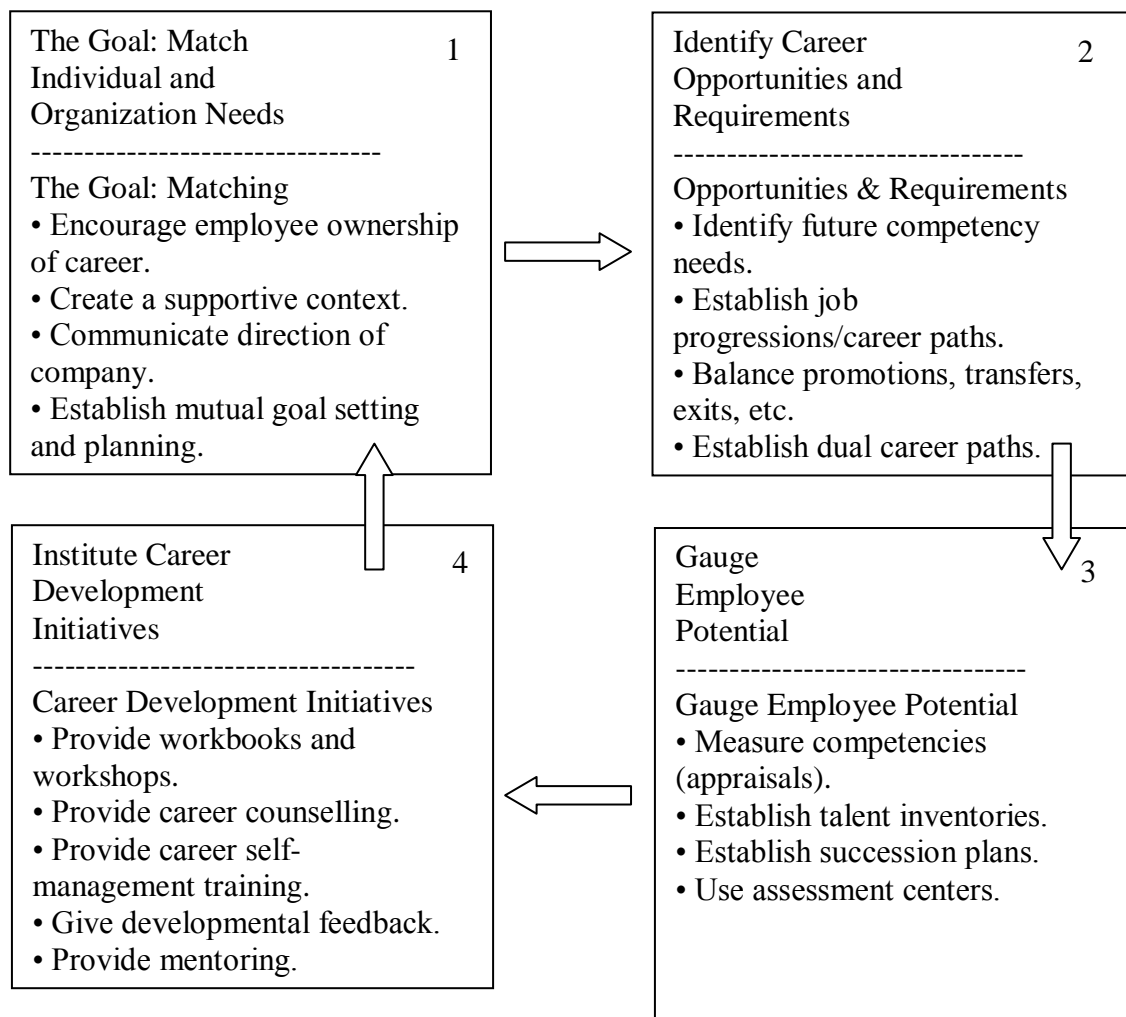 The Goal: Match
Individual and
Organization Needs
1
---------------------------------
The Goal: Matching
• Encourage employee ownership
of career.
• Create a supportive context.
• Communicate direction of
company.
• Establish mutual goal setting
and planning.
Identify Career
Opportunities and
Requirements
2
---------------------------------
Opportunities & Requirements
• Identify future competency
needs.
• Establish job
progressions/career paths.
• Balance promotions, transfers,
exits, etc.
• Establish dual career paths.
Gauge
Employee
Potential
3
---------------------------------
Gauge Employee Potential
• Measure competencies
(appraisals).
• Establish talent inventories.
• Establish succession plans.
• Use assessment centers.
Institute Career
Development
Initiatives
4
------------------------------------
Career Development Initiatives
• Provide workbooks and
workshops.
• Provide career counselling.
• Provide career self-
management training.
• Give developmental feedback.
• Provide mentoring.